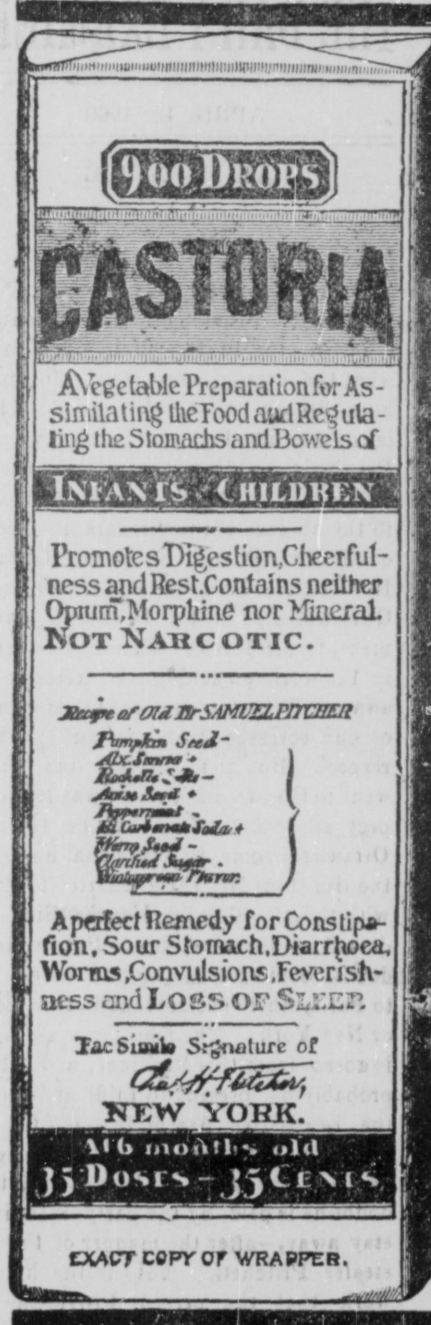 900 DROPS
CASTORIA
A Vegetable Preparation for As-
similating the Food and Regula-
ting the Stomachs and Bowels of
INFANTS CHILDREN
Promotes Digestion, Cheerful-
ness and Rest. Contains neither
Opium, Morphine nor Mineral.
NOT NARCOTIC.
Recipe of Old Dr SAMUEL PITCHER
Pumpkin Seed -
Alx. Senna +
Rochelle Salts -
Anise Seed +
Peppermint -
Bi Carbonate Soda +
Worm Seed -
Clarified Sugar -
Wintergreen Flavor.
A perfect Remedy for Constipa-
tion, Sour Stomach, Diarrhoea,
Worms, Convulsions, Feverish-
ness and LOSS OF SLEEP.
Fac Simile Signature of
Chas. H. Fletcher,
NEW YORK.
At 6 months old
35 DOSES - 35 CENTS
EXACT COPY OF WRAPPER.